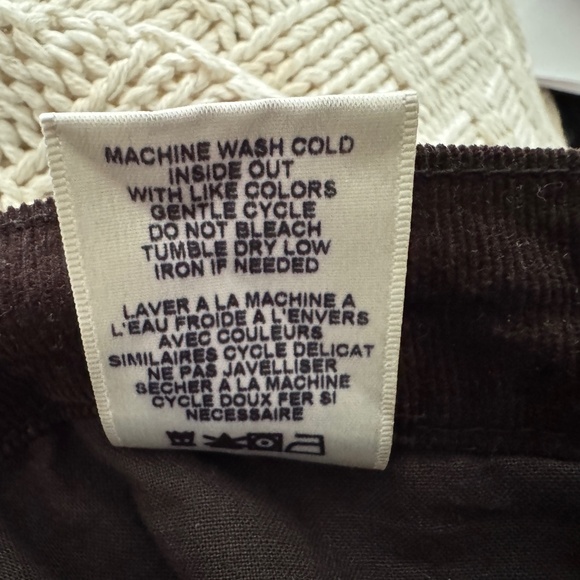 MACHINE WASH COLD
INSIDE OUT
WITH LIKE COLORS
GENTLE CYCLE
DO NOT BLEACH
TUMBLE DRY LOW
IRON IF NEEDED
LAVER A LA MACHINE A
L'EAU FROIDE A L'ENVERS
AVEC COULEURS
SIMILAIRES CYCLE DELICAT
NE PAS JAVELLISER
SECHER A LA MACHINE
CYCLE DOUX FER SI
NECESSAIRE